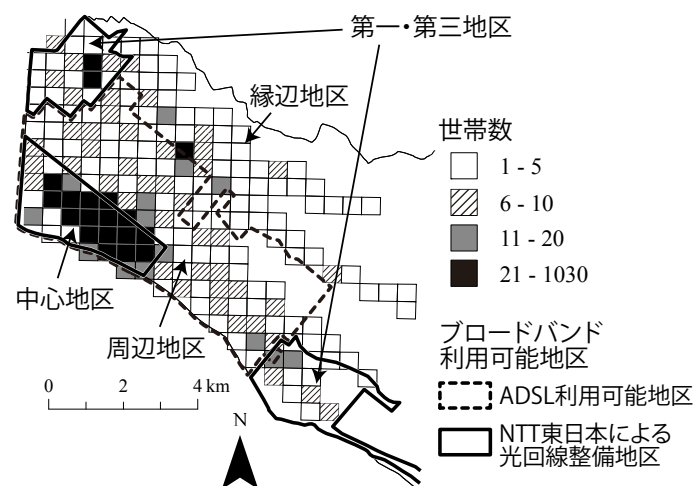 第一・第三地区
縁辺地区
世帯数
1 - 5
6 - 10
11 - 20
21 - 1030
中心地区
周辺地区
0 2 4 km
N
ブロードバンド
利用可能地区
ADSL利用可能地区
NTT東日本による
光回線整備地区